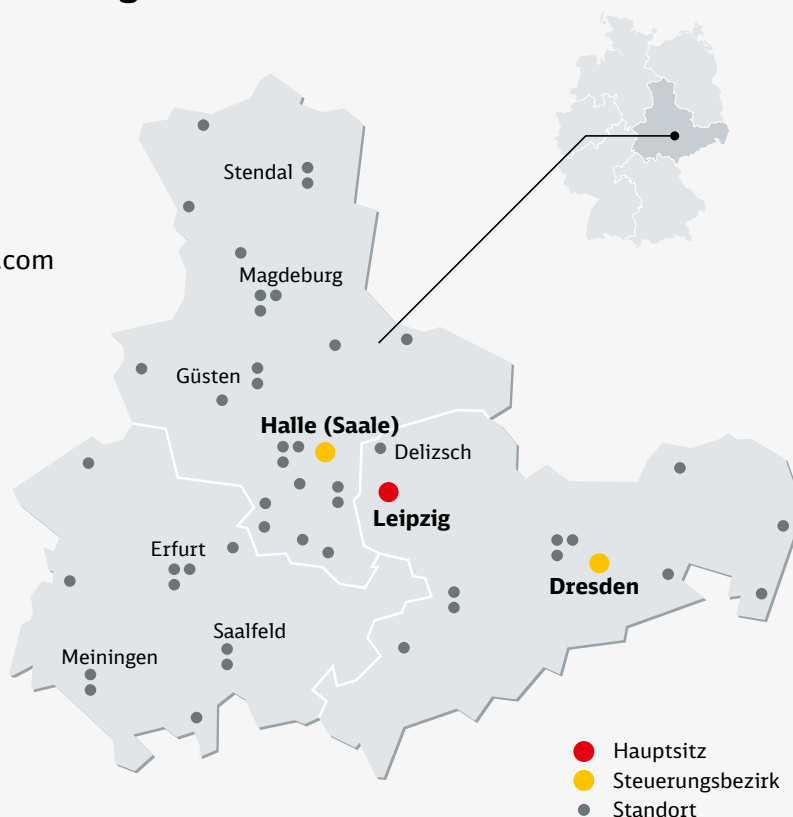 g
Stendal
.com
Magdeburg
Güsten
Halle (Saale)
Delizsch
Leipzig
Erfurt
Dresden
Saalfeld
Meiningen
Hauptsitz
Steuerungsbezirk
Standort